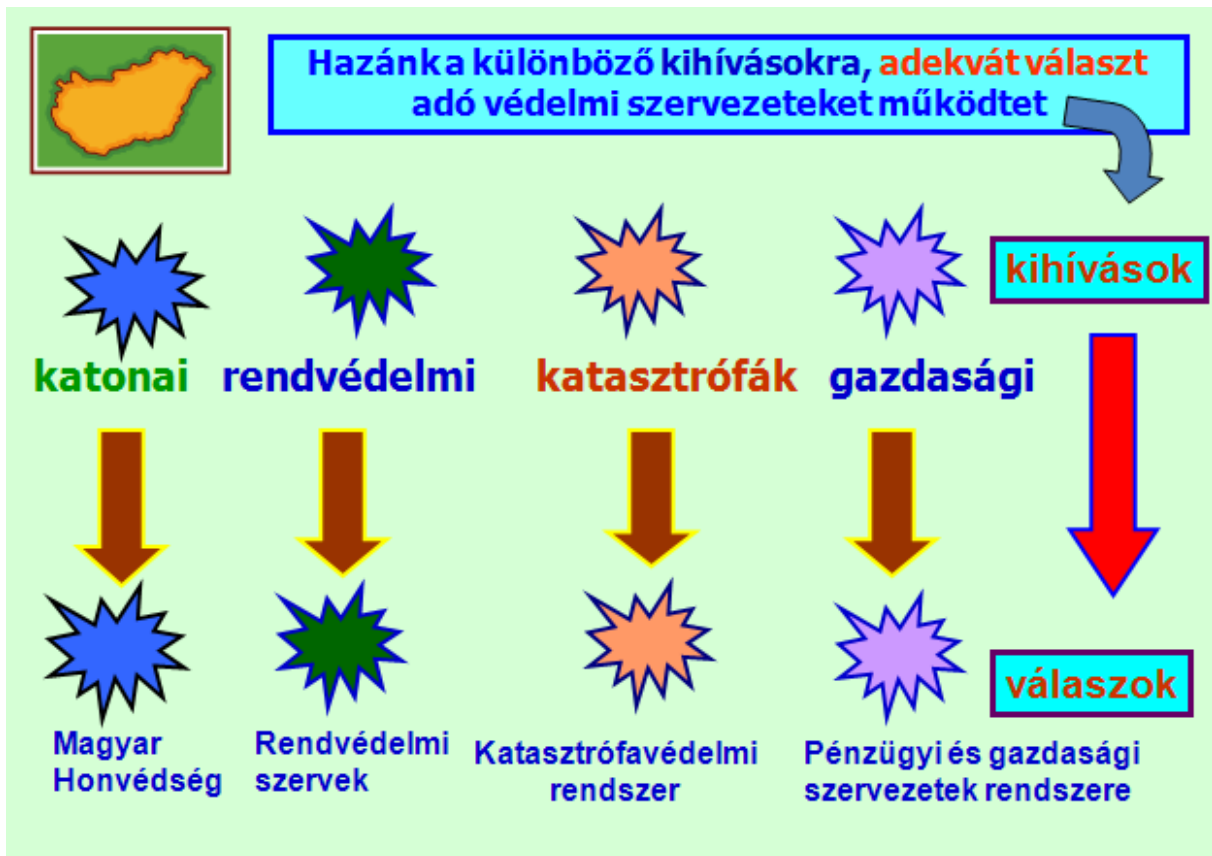 Hazánk a különböző kihívásokra, adekvát választ
adó védelmi szervezeteket működtet
kihívások
katonai rendvédelmi katasztrófák gazdasági
válaszok
Magyar
Honvédség
Rendvédelmi
szervek
Katasztrófavédelmi
rendszer
Pénzügyi és gazdasági
szervezetek rendszere